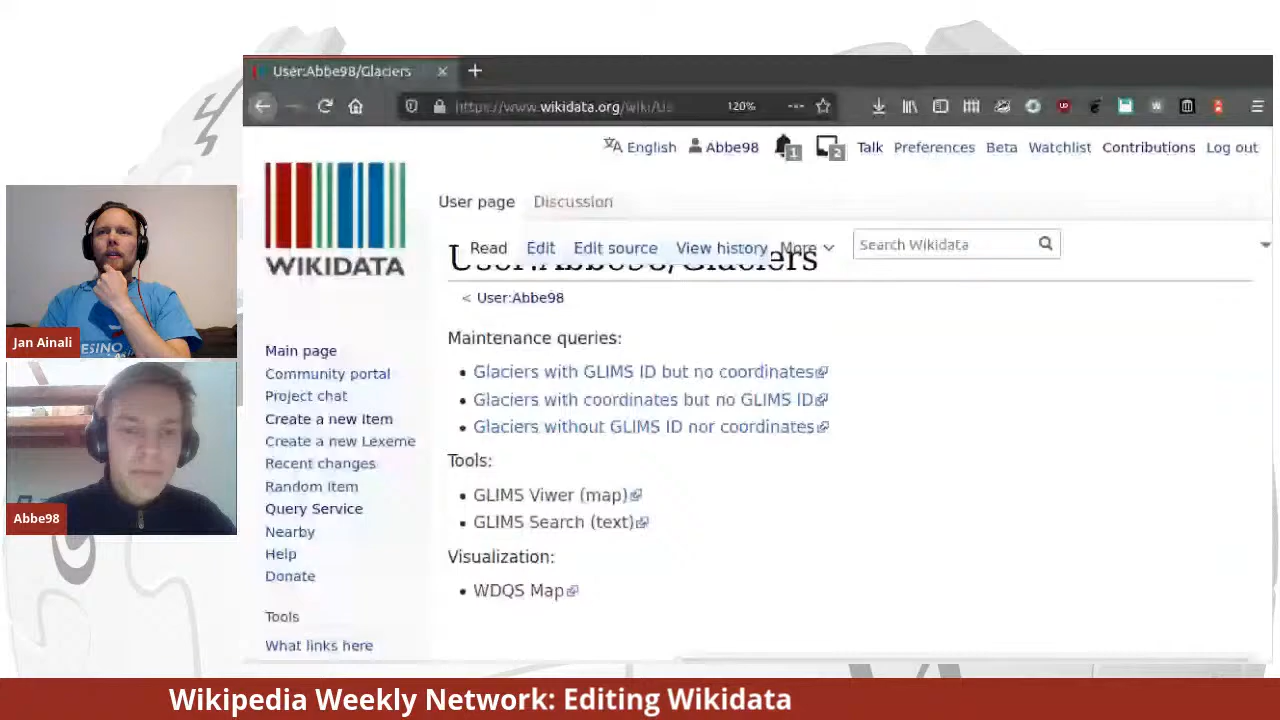 User:Abbe98/Glaciers
https://www.wikidata.org/wiki/Us
120%
English Abbe98 1 2 Talk Preferences Beta Watchlist Contributions Log out
WIKIDATA
User page Discussion
Read Edit Edit source View history More Search Wikidata
User:Abbe98/Glaciers
< User:Abbe98
Maintenance queries:
Glaciers with GLIMS ID but no coordinates
Glaciers with coordinates but no GLIMS ID
Glaciers without GLIMS ID nor coordinates
Tools:
GLIMS Viwer (map)
GLIMS Search (text)
Visualization:
WDQS Map
Main page
Community portal
Project chat
Create a new Item
Create a new Lexeme
Recent changes
Random Item
Query Service
Nearby
Help
Donate
Tools
What links here
Jan Ainali
Abbe98
Wikipedia Weekly Network: Editing Wikidata